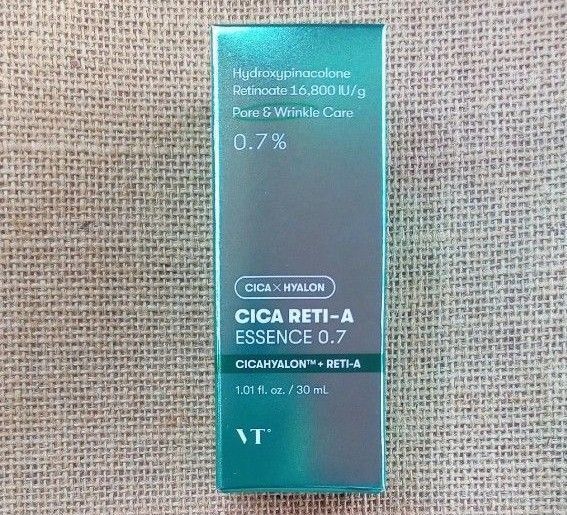 Hydroxypinacolone
Retinoate 16,800 IU/g
Pore & Wrinkle Care
0.7%
CICA × HYALON
CICA RETI-A
ESSENCE 0.7
CICAHYALON™ + RETI-A
1.01 fl. oz. / 30 mL
VT°